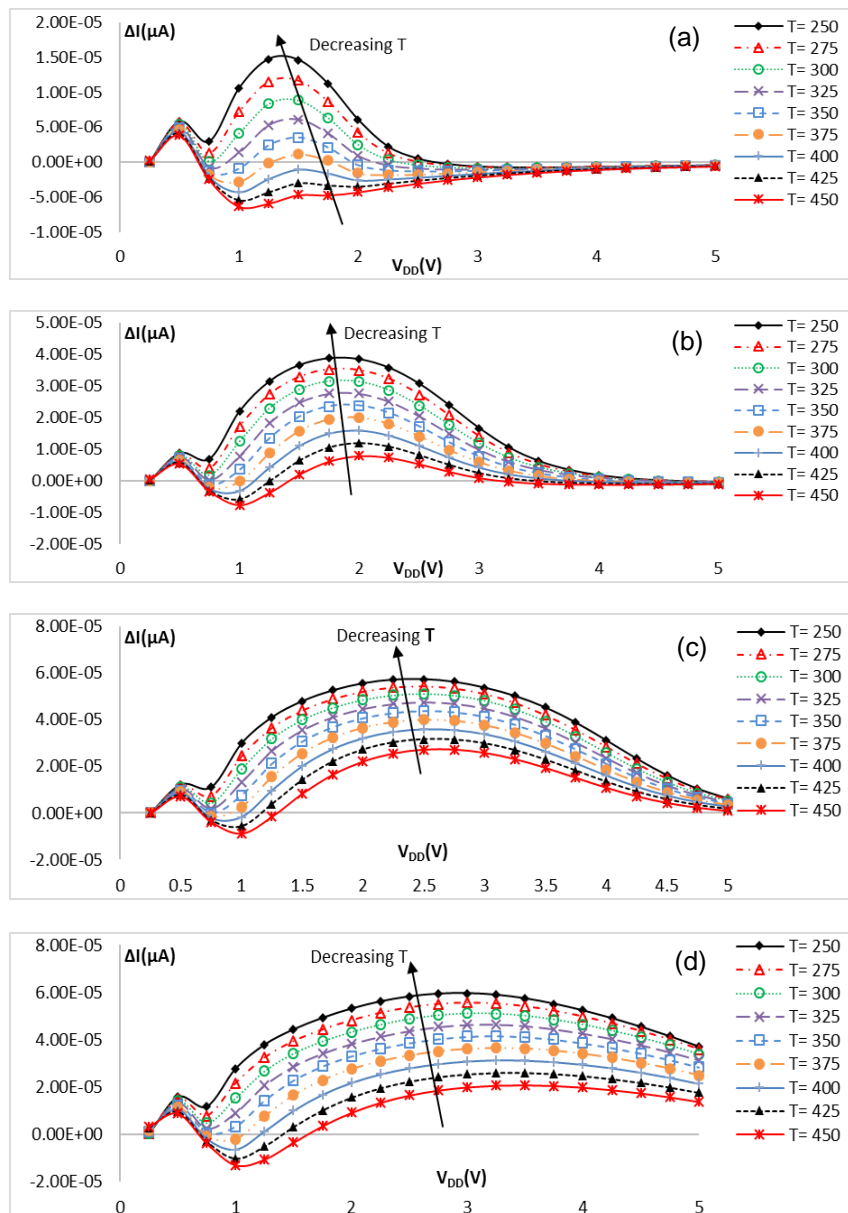 2.00E-05
1.50E-05
1.00E-05
5.00E-06
0.00E+00
-5.00E-06
-1.00E-05
ΔI(μA)
Decreasing T
(a)
0 1 2 3 4 5
V_DD(V)
T= 250
T= 275
T= 300
T= 325
T= 350
T= 375
T= 400
T= 425
T= 450
5.00E-05
4.00E-05
3.00E-05
2.00E-05
1.00E-05
0.00E+00
-1.00E-05
-2.00E-05
ΔI(μA)
Decreasing T
(b)
0 1 2 3 4 5
V_DD(V)
T= 250
T= 275
T= 300
T= 325
T= 350
T= 375
T= 400
T= 425
T= 450
8.00E-05
6.00E-05
4.00E-05
2.00E-05
0.00E+00
-2.00E-05
ΔI(μA)
Decreasing T
(c)
V_DD(V)
0 0.5 1 1.5 2 2.5 3 3.5 4 4.5 5
T= 250
T= 275
T= 300
T= 325
T= 350
T= 375
T= 400
T= 425
T= 450
8.00E-05
6.00E-05
4.00E-05
2.00E-05
0.00E+00
-2.00E-05
ΔI(μA)
Decreasing T
(d)
V_DD(V)
0 1 2 3 4 5
T= 250
T= 275
T= 300
T= 325
T= 350
T= 375
T= 400
T= 425
T= 450